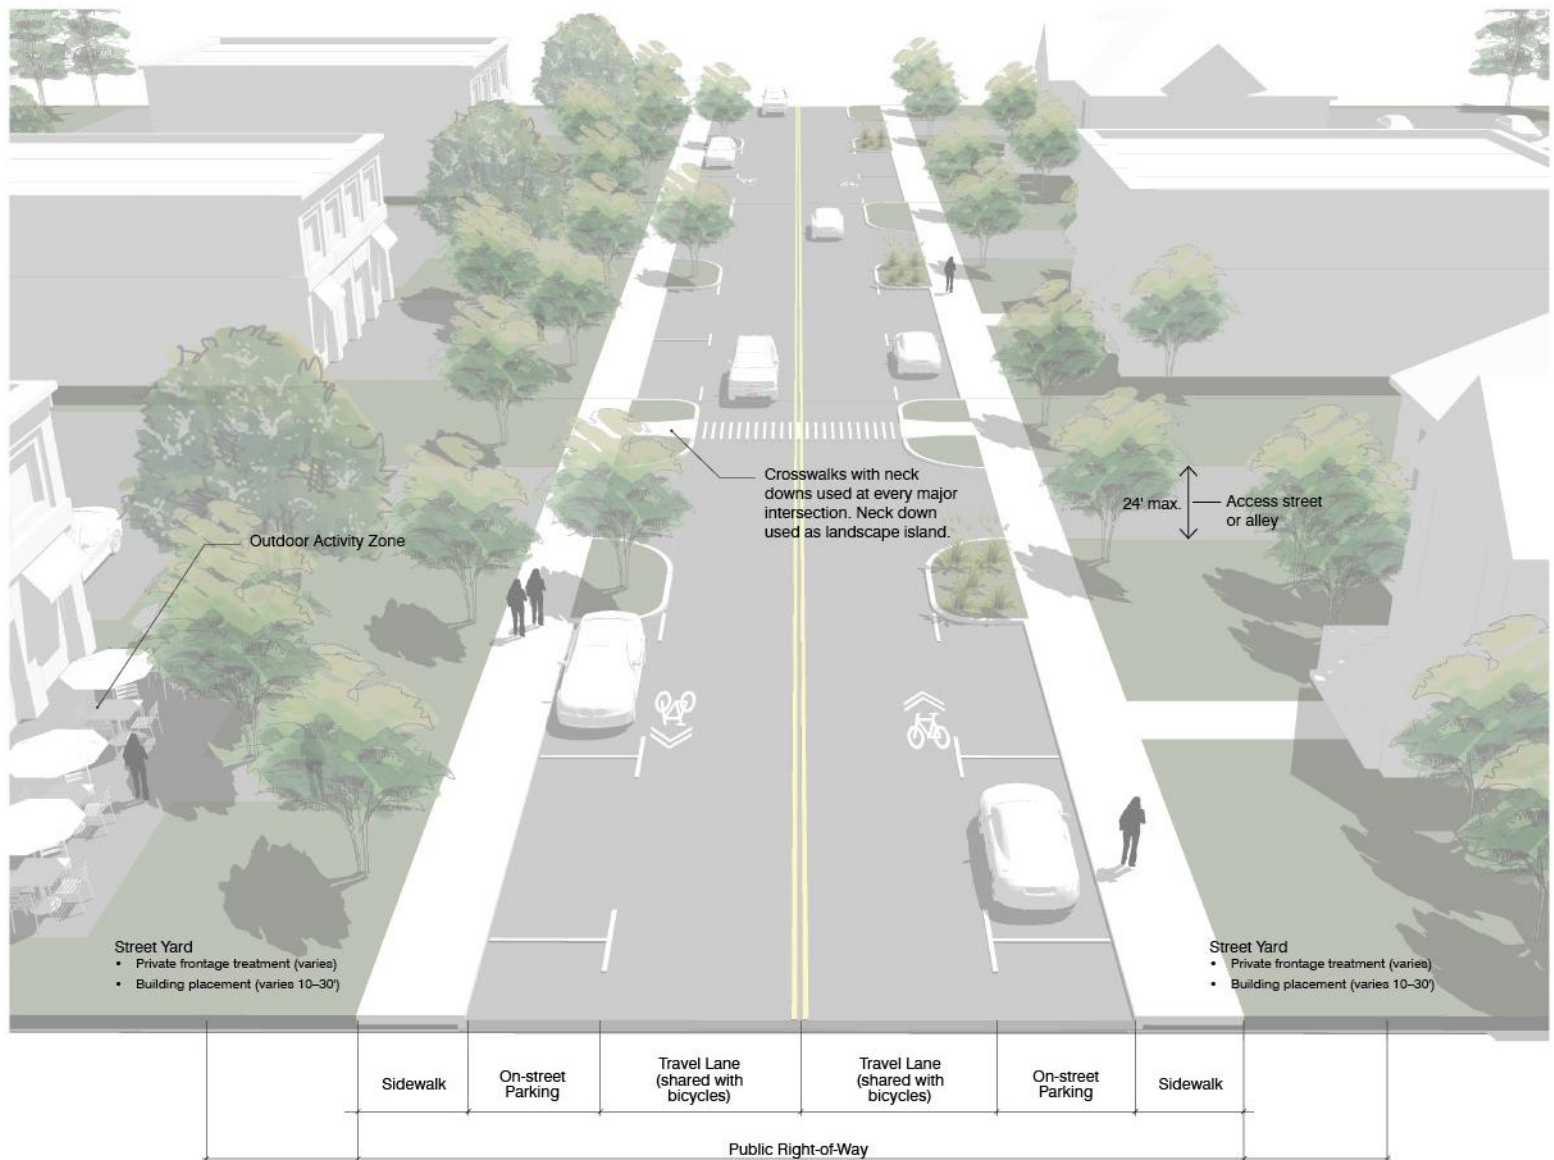 Crosswalks with neck
downs used at every major
intersection. Neck down
used as landscape island.
24' max.
Access street
or alley
Outdoor Activity Zone
Street Yard
• Private frontage treatment (varies)
• Building placement (varies 10–30')
Street Yard
• Private frontage treatment (varies)
• Building placement (varies 10–30')
Sidewalk
On-street
Parking
Travel Lane
(shared with
bicycles)
Travel Lane
(shared with
bicycles)
On-street
Parking
Sidewalk
Public Right-of-Way